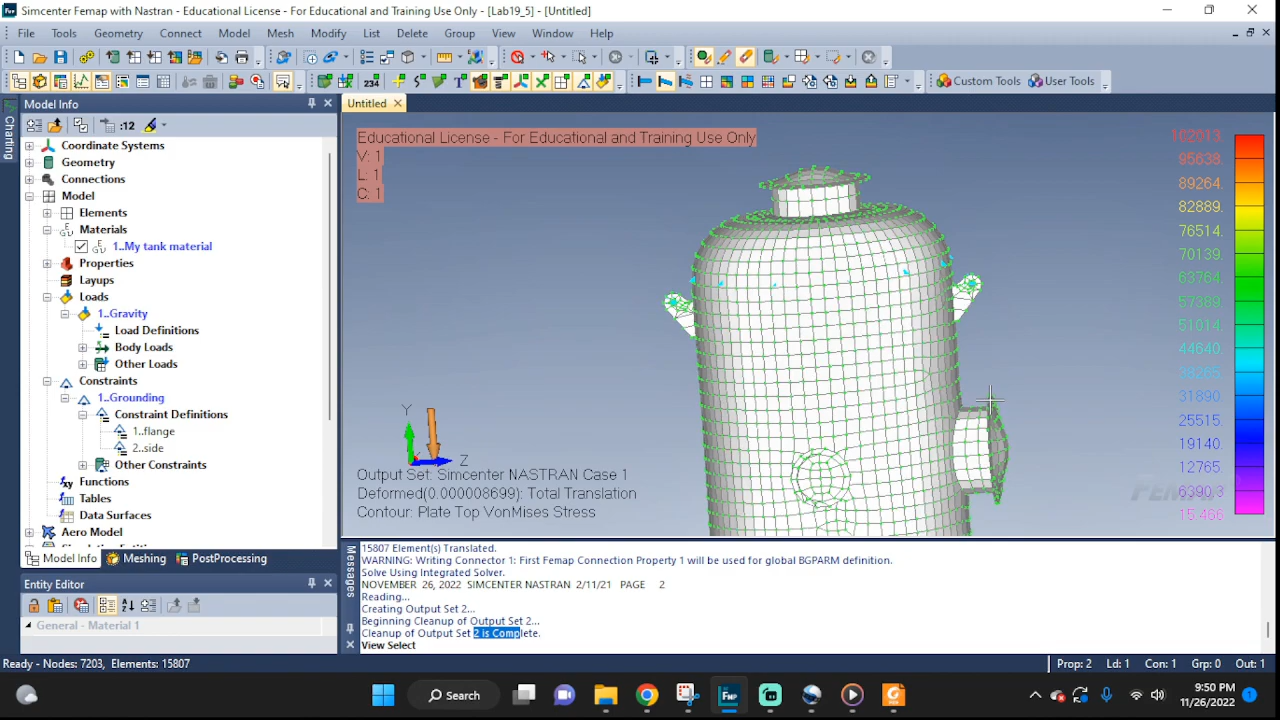 Simcenter Femap with Nastran - Educational License - For Educational and Training Use Only - [Lab19_5] - [Untitled]
File Tools Geometry Connect Model Mesh Modify List Delete Group View Window Help
234
Custom Tools User Tools
Charting
Model Info
:12
Coordinate Systems
Geometry
Connections
Model
Elements
Materials
1..My tank material
Properties
Layups
Loads
1..Gravity
Load Definitions
Body Loads
Other Loads
Constraints
1..Grounding
Constraint Definitions
1..flange
2..side
Other Constraints
Functions
Tables
Data Surfaces
Aero Model
Model Info Meshing PostProcessing
Entity Editor
General - Material 1
Untitled
Educational License - For Educational and Training Use Only
V: 1
L: 1
C: 1
Y
Z
Output Set: Simcenter NASTRAN Case 1
Deformed(0.000008699): Total Translation
Contour: Plate Top VonMises Stress
102013.
95638.
89264.
82889.
76514.
70139.
63764.
57389.
51014.
44640.
38265.
31890.
25515.
19140.
12765.
6390.3
15.466
Messages
15807 Element(s) Translated.
WARNING: Writing Connector 1: First Femap Connection Property 1 will be used for global BGPARM definition.
Solve Using Integrated Solver.
NOVEMBER 26, 2022 SIMCENTER NASTRAN 2/11/21 PAGE 2
Reading...
Creating Output Set 2...
Beginning Cleanup of Output Set 2...
Cleanup of Output Set 2 is Complete.
View Select
Ready - Nodes: 7203, Elements: 15807
Prop: 2 Ld: 1 Con: 1 Grp: 0 Out: 1
Search
9:50 PM
11/26/2022